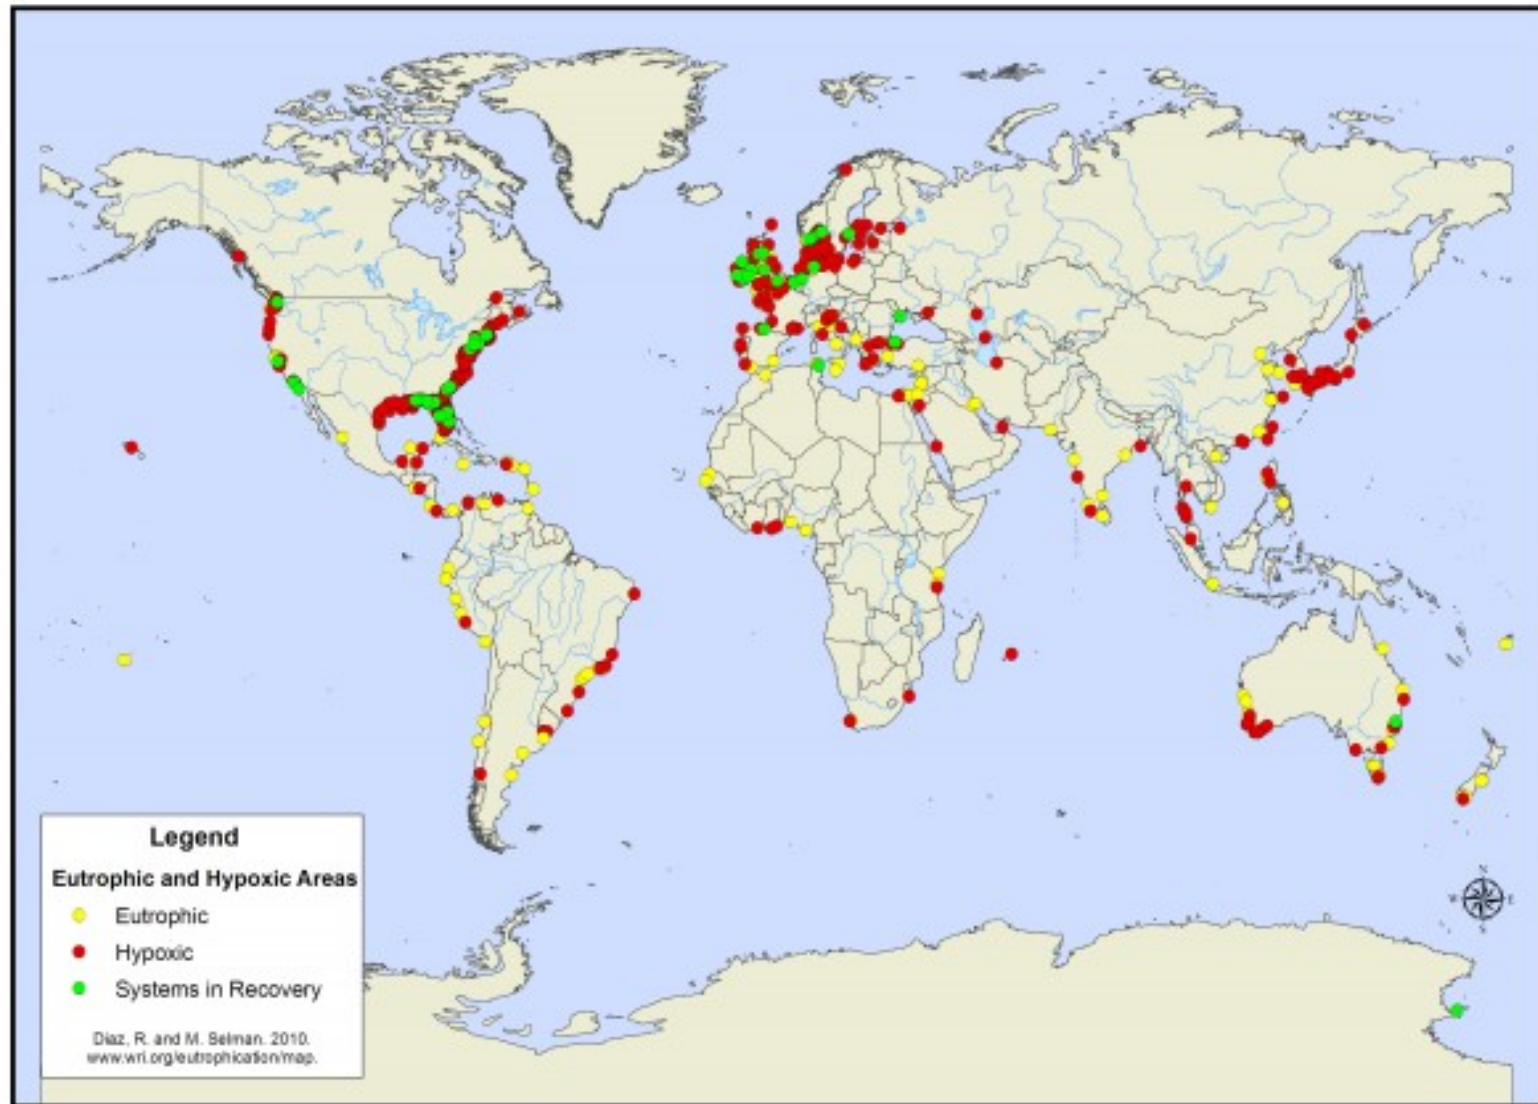 Legend
Eutrophic and Hypoxic Areas
Eutrophic
Hypoxic
Systems in Recovery
Diaz, R. and M. Selman. 2010.
www.wri.org/eutrophication/map.
N
W E
S